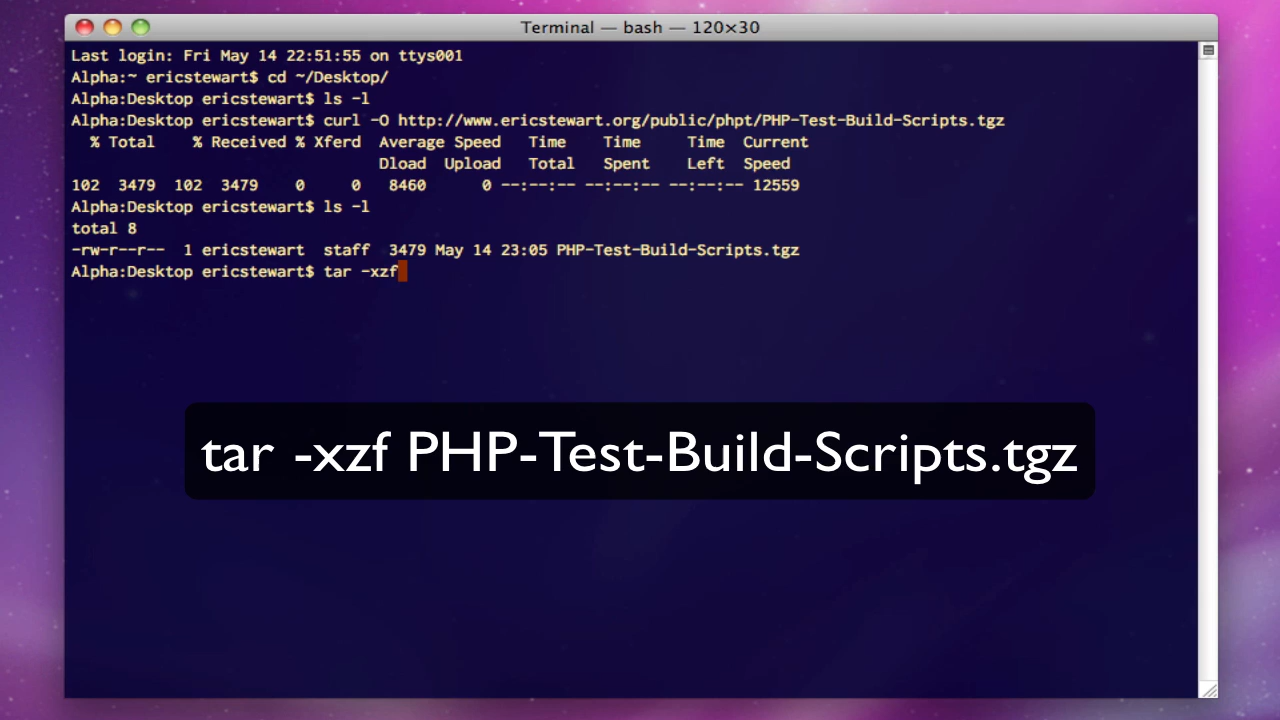 Terminal — bash — 120×30
Last login: Fri May 14 22:51:55 on ttys001
Alpha:~ ericstewart$ cd ~/Desktop/
Alpha:Desktop ericstewart$ ls -l
Alpha:Desktop ericstewart$ curl -O http://www.ericstewart.org/public/phpt/PHP-Test-Build-Scripts.tgz
% Total % Received % Xferd Average Speed Time Time Time Current
Dload Upload Total Spent Left Speed
102 3479 102 3479 0 0 8460 0 --:--:-- --:--:-- --:--:-- 12559
Alpha:Desktop ericstewart$ ls -l
total 8
-rw-r--r-- 1 ericstewart staff 3479 May 14 23:05 PHP-Test-Build-Scripts.tgz
Alpha:Desktop ericstewart$ tar -xzf
tar -xzf PHP-Test-Build-Scripts.tgz